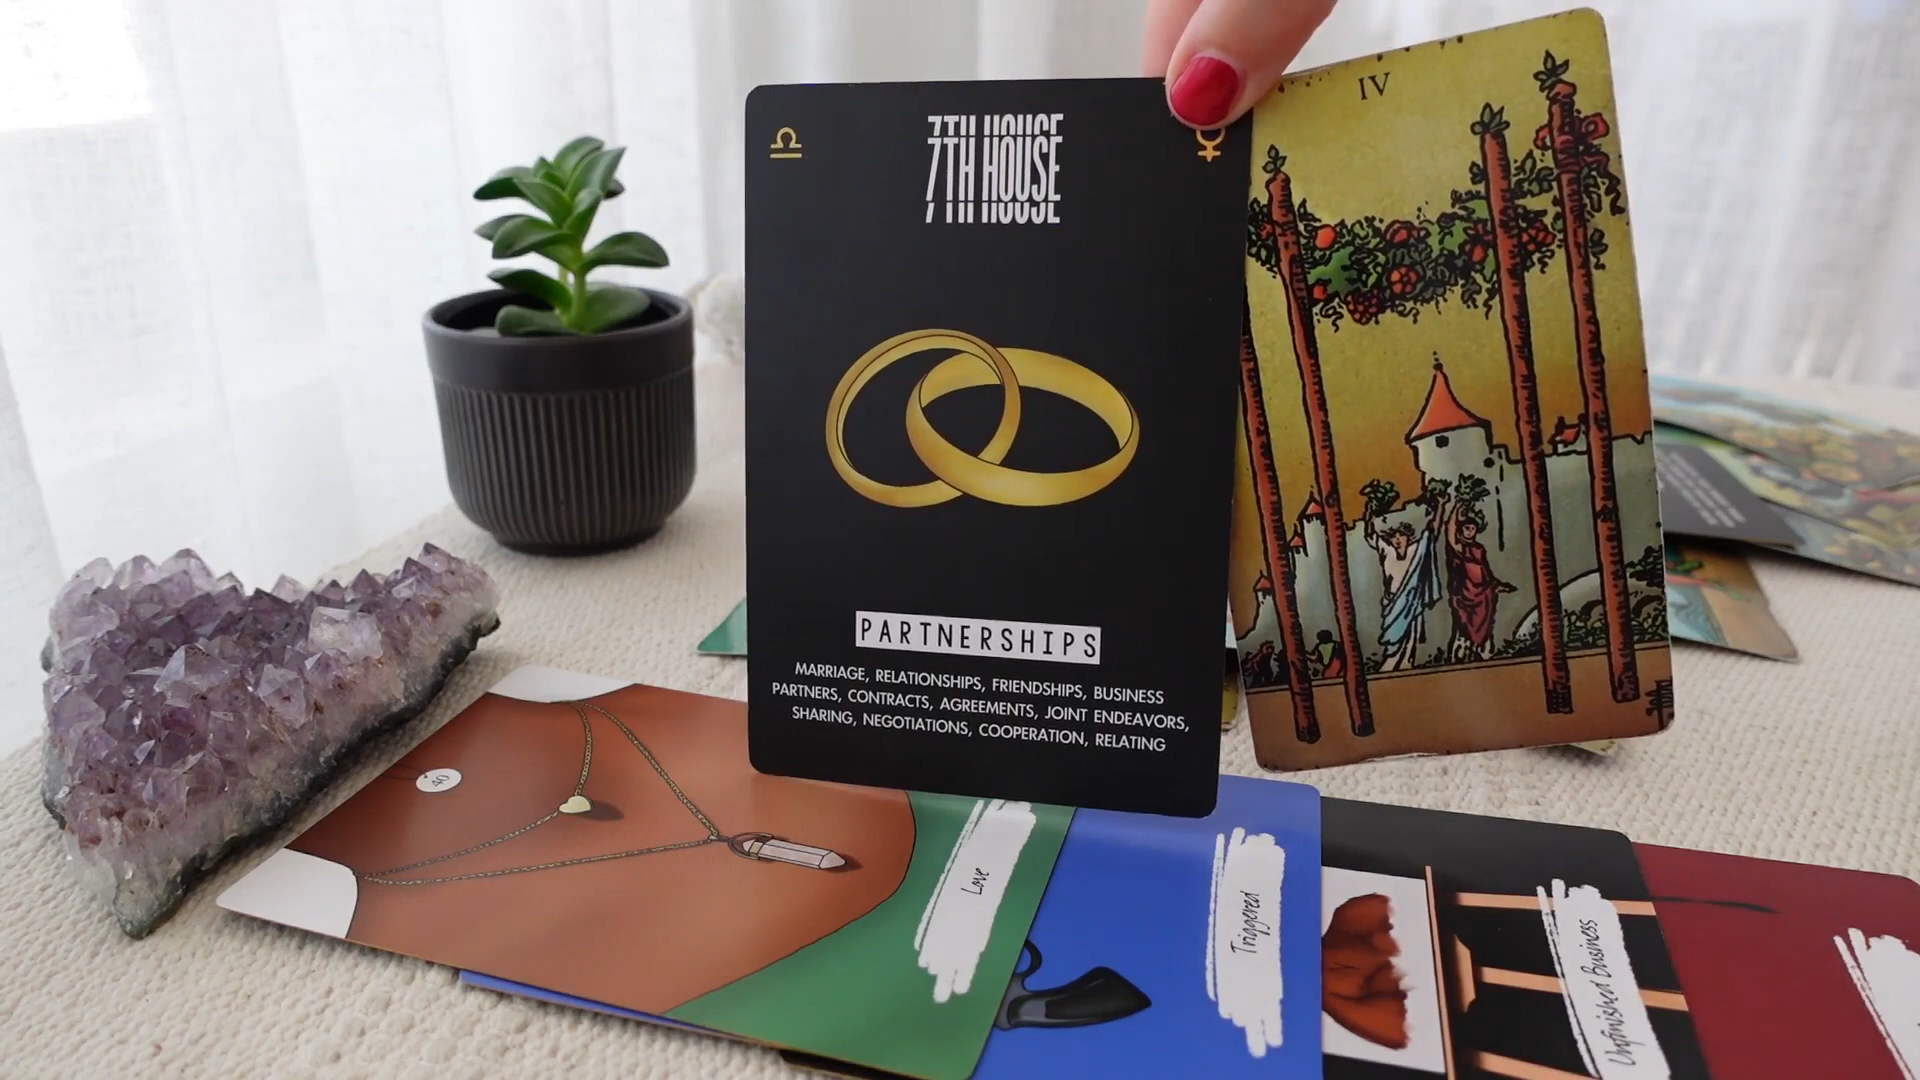 7TH HOUSE
IV
PARTNERSHIPS
MARRIAGE, RELATIONSHIPS, FRIENDSHIPS, BUSINESS
PARTNERS, CONTRACTS, AGREEMENTS, JOINT ENDEAVORS,
SHARING, NEGOTIATIONS, COOPERATION, RELATING
40
Love
Triggered
Unfinished Business